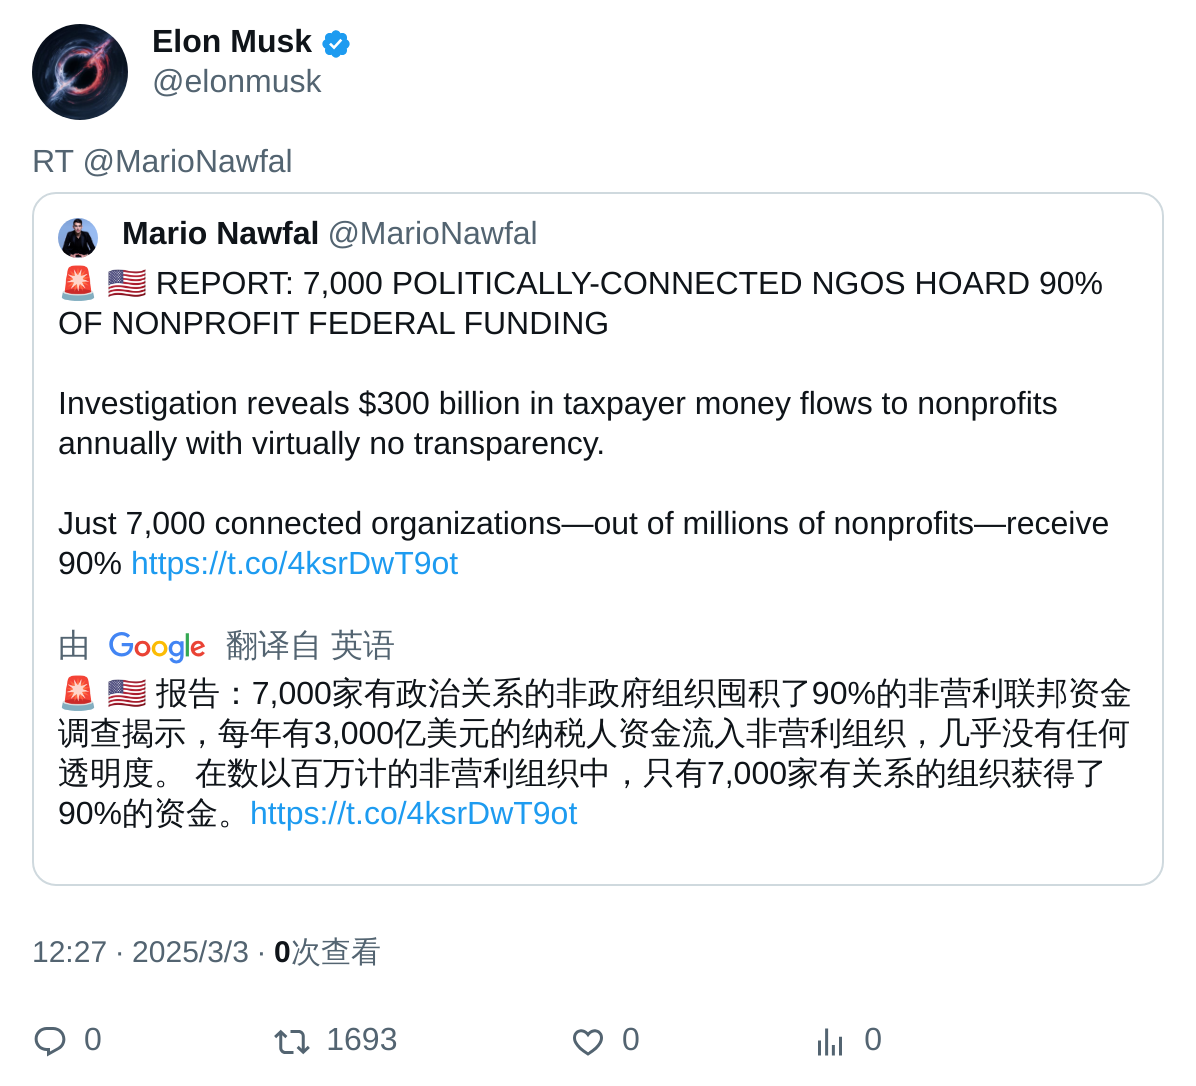 Elon Musk
@elonmusk
RT @MarioNawfal
Mario Nawfal @MarioNawfal
🚨 🇺🇸 REPORT: 7,000 POLITICALLY-CONNECTED NGOS HOARD 90%
OF NONPROFIT FEDERAL FUNDING
Investigation reveals $300 billion in taxpayer money flows to nonprofits
annually with virtually no transparency.
Just 7,000 connected organizations—out of millions of nonprofits—receive
90% https://t.co/4ksrDwT9ot
由 Google 翻译自 英语
🚨 🇺🇸 报告：7,000家有政治关系的非政府组织囤积了90%的非营利联邦资金
调查揭示，每年有3,000亿美元的纳税人资金流入非营利组织，几乎没有任何
透明度。 在数以百万计的非营利组织中，只有7,000家有关系的组织获得了
90%的资金。https://t.co/4ksrDwT9ot
12:27 · 2025/3/3 · 0次查看
0 1693 0 0